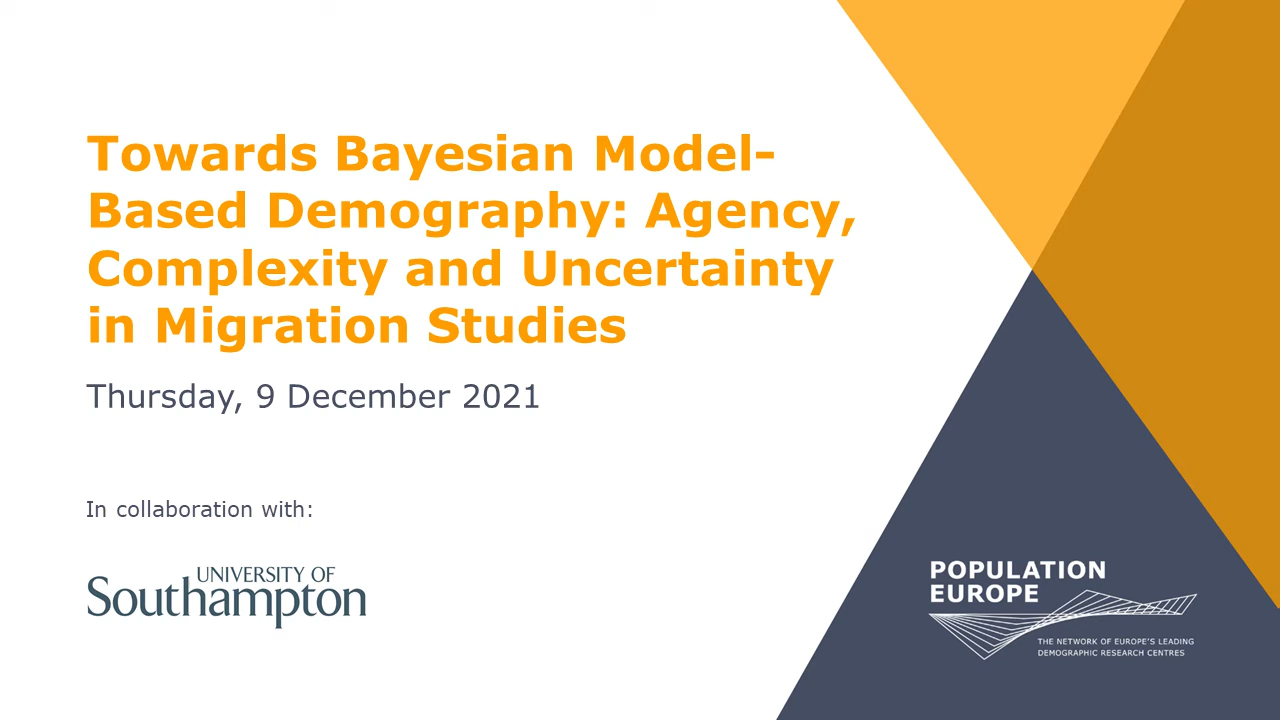 Towards Bayesian Model-
Based Demography: Agency,
Complexity and Uncertainty
in Migration Studies
Thursday, 9 December 2021
In collaboration with:
UNIVERSITY OF
Southampton
POPULATION
EUROPE
THE NETWORK OF EUROPE'S LEADING
DEMOGRAPHIC RESEARCH CENTRES